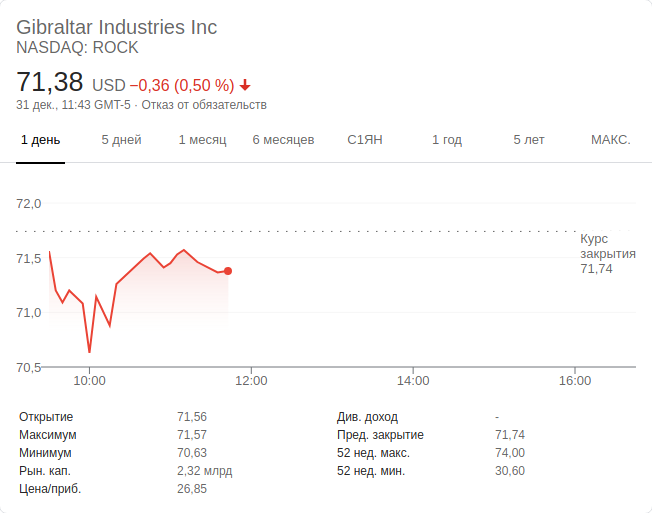 Gibraltar Industries Inc
NASDAQ: ROCK
71,38 USD −0,36 (0,50 %)
31 дек., 11:43 GMT-5 · Отказ от обязательств
1 день 5 дней 1 месяц 6 месяцев С1ЯН 1 год 5 лет МАКС.
72,0
Курс
закрытия
71,74
71,5
71,0
70,5
10:00 12:00 14:00 16:00
Открытие 71,56 Див. доход -
Максимум 71,57 Пред. закрытие 71,74
Минимум 70,63 52 нед. макс. 74,00
Рын. кап. 2,32 млрд 52 нед. мин. 30,60
Цена/приб. 26,85